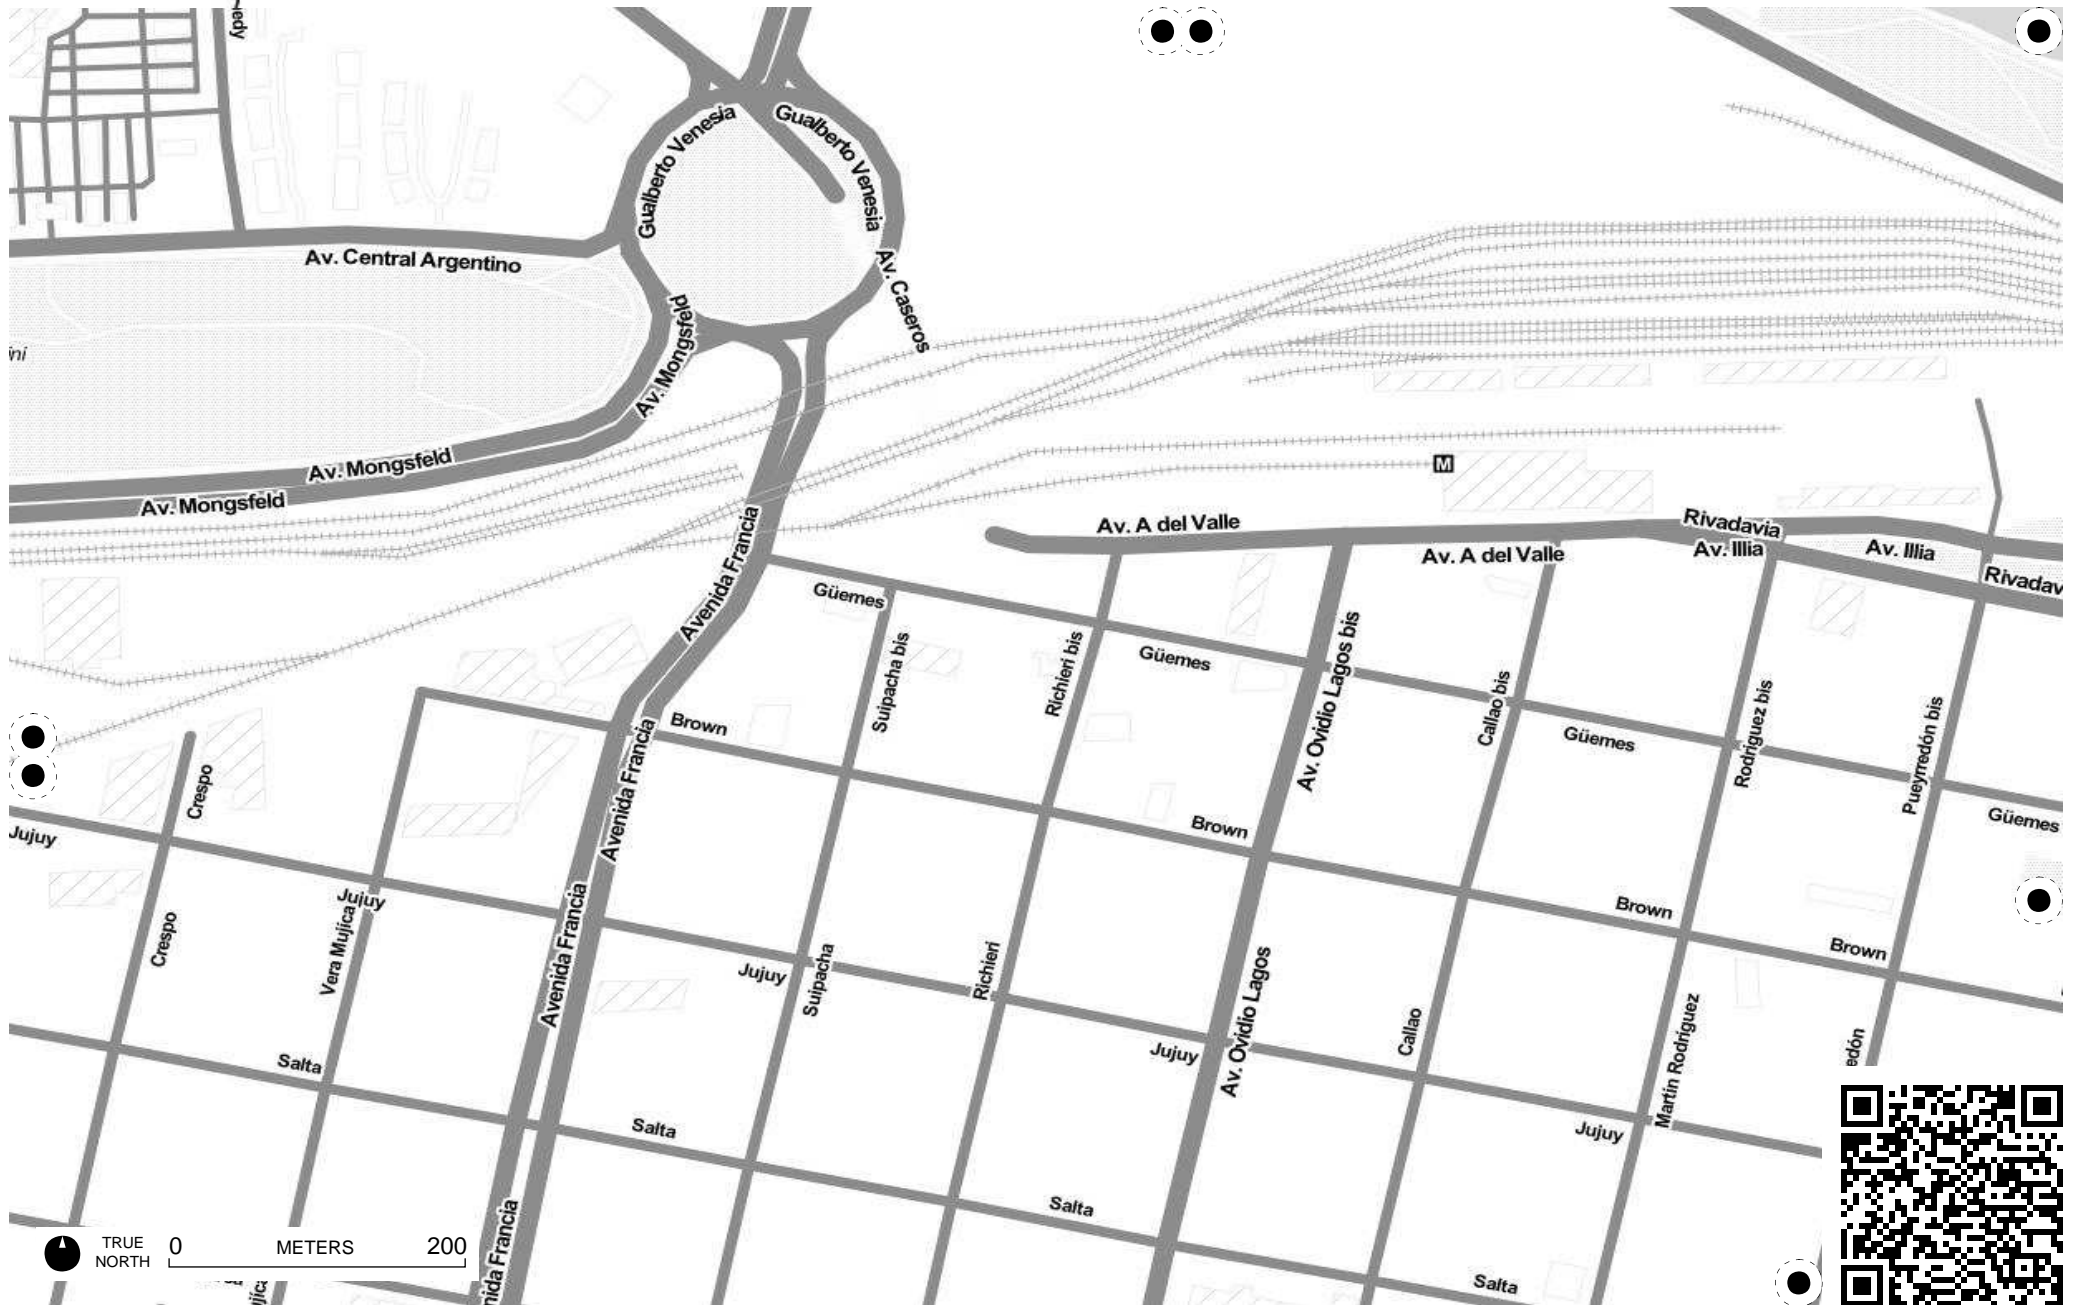 Gualberto Venesia
Gualberto Venesia
Av. Central Argentino
Av. Caseros
Av. Mongsfeld
Av. Mongsfeld
Av. Mongsfeld
M
Av. A del Valle
Rivadavia
Av. A del Valle
Av. Illia
Av. Illia
Avenida Francia
Güemes
Suipacha bis
Richieri bis
Güemes
Av. Ovidio Lagos bis
Callao bis
Güemes
Rodriguez bis
Pueyrredón bis
Güemes
Brown
Avenida Francia
Crespo
Jujuy
Brown
Jujuy
Brown
Brown
Crespo
Vera Mujica
Avenida Francia
Jujuy
Suipacha
Richieri
Av. Ovidio Lagos
Callao
Martín Rodríguez
Jujuy
Salta
Salta
Jujuy
Salta
Salta
TRUE
NORTH
0 METERS 200